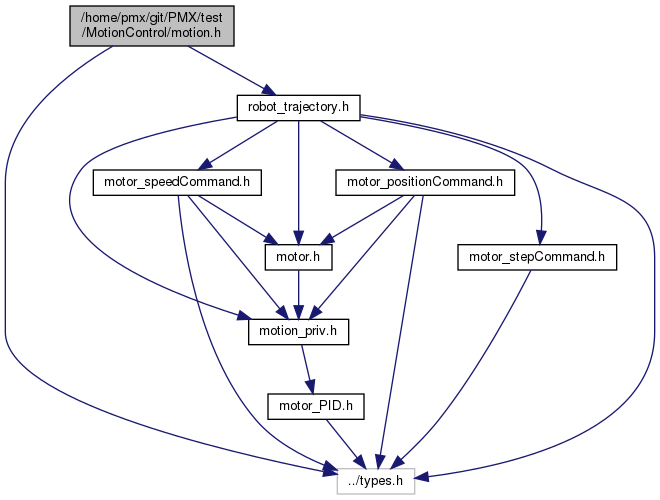 /home/pmx/git/PMX/test
/MotionControl/motion.h
robot_trajectory.h
motor_speedCommand.h
motor_positionCommand.h
motor.h
motor_stepCommand.h
motion_priv.h
motor_PID.h
../types.h